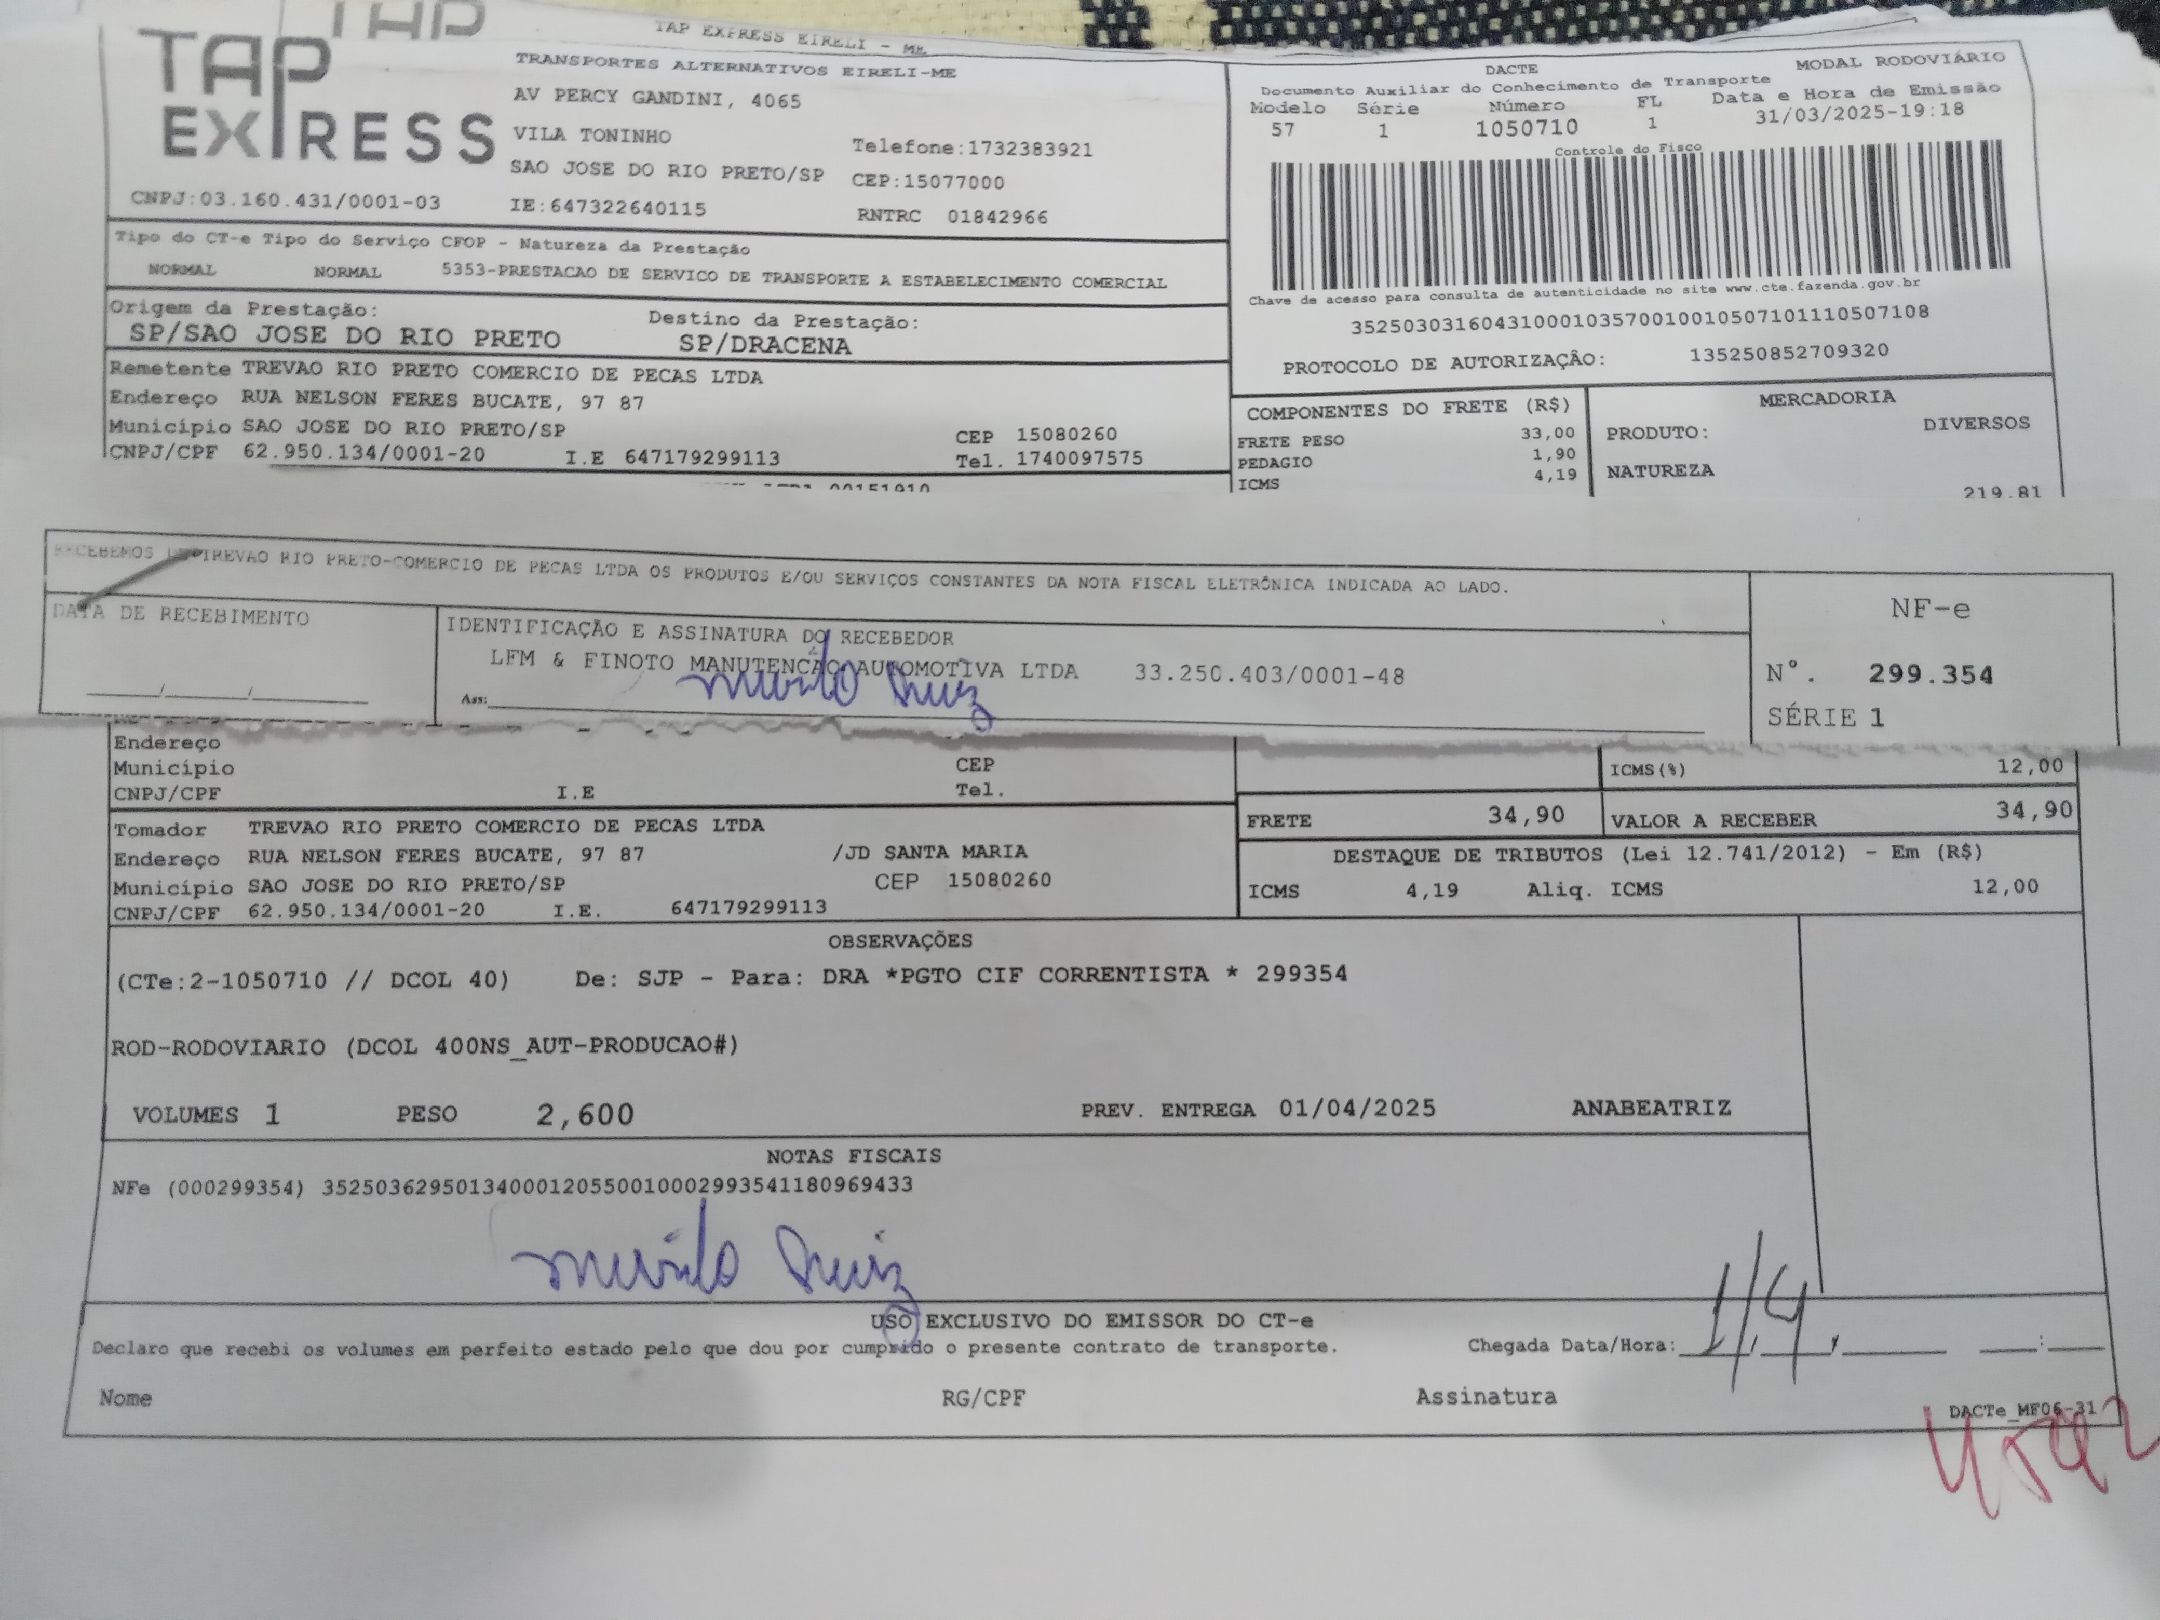 TAP
TAP EXPRESS EIRELI - ME
TAP EXPRESS
TRANSPORTES ALTERNATIVOS EIRELI-ME
AV PERCY GANDINI, 4065
VILA TONINHO
Telefone:1732383921
SAO JOSE DO RIO PRETO/SP CEP:15077000
CNPJ:03.160.431/0001-03 IE:647322640115 RNTRC 01842966
DACTE MODAL RODOVIÁRIO
Documento Auxiliar do Conhecimento de Transporte
Modelo Série Número FL Data e Hora de Emissão
57 1 1050710 1 31/03/2025-19:18
Controle do Fisco
Chave de acesso para consulta de autenticidade no site www.cte.fazenda.gov.br
35250303160431000103570010010507101110507108
PROTOCOLO DE AUTORIZAÇÃO: 135250852709320
Tipo do CT-e Tipo do Serviço CFOP - Natureza da Prestação
NORMAL NORMAL 5353-PRESTACAO DE SERVICO DE TRANSPORTE A ESTABELECIMENTO COMERCIAL
Origem da Prestação: Destino da Prestação:
SP/SAO JOSE DO RIO PRETO SP/DRACENA
Remetente TREVAO RIO PRETO COMERCIO DE PECAS LTDA
Endereço RUA NELSON FERES BUCATE, 97 87
Município SAO JOSE DO RIO PRETO/SP CEP 15080260
CNPJ/CPF 62.950.134/0001-20 I.E 647179299113 Tel. 1740097575
COMPONENTES DO FRETE (R$)
FRETE PESO 33,00
PEDAGIO 1,90
ICMS 4,19
MERCADORIA
PRODUTO: DIVERSOS
NATUREZA
219,81
RECEBEMOS DE TREVAO RIO PRETO-COMERCIO DE PECAS LTDA OS PRODUTOS E/OU SERVIÇOS CONSTANTES DA NOTA FISCAL ELETRÔNICA INDICADA AO LADO.
DATA DE RECEBIMENTO
IDENTIFICAÇÃO E ASSINATURA DO RECEBEDOR
LFM & FINOTO MANUTENCAO AUTOMOTIVA LTDA 33.250.403/0001-48
Ass: Murilo Ruiz
NF-e
Nº. 299.354
SÉRIE 1
Endereço
Município CEP
CNPJ/CPF I.E Tel.
ICMS(%) 12,00
FRETE 34,90 VALOR A RECEBER 34,90
Tomador TREVAO RIO PRETO COMERCIO DE PECAS LTDA
Endereço RUA NELSON FERES BUCATE, 97 87 /JD SANTA MARIA
Município SAO JOSE DO RIO PRETO/SP CEP 15080260
CNPJ/CPF 62.950.134/0001-20 I.E. 647179299113
DESTAQUE DE TRIBUTOS (Lei 12.741/2012) - Em (R$)
ICMS 4,19 Aliq. ICMS 12,00
OBSERVAÇÕES
(CTe:2-1050710 // DCOL 40) De: SJP - Para: DRA *PGTO CIF CORRENTISTA * 299354
ROD-RODOVIARIO (DCOL 400NS_AUT-PRODUCAO#)
VOLUMES 1 PESO 2,600 PREV. ENTREGA 01/04/2025 ANABEATRIZ
NOTAS FISCAIS
NFe (000299354) 35250362950134000120550010002993541180969433
Murilo Ruiz
USO EXCLUSIVO DO EMISSOR DO CT-e
Declaro que recebi os volumes em perfeito estado pelo que dou por cumprido o presente contrato de transporte. Chegada Data/Hora: 1/4
Nome RG/CPF Assinatura
DACTe_MF06-31